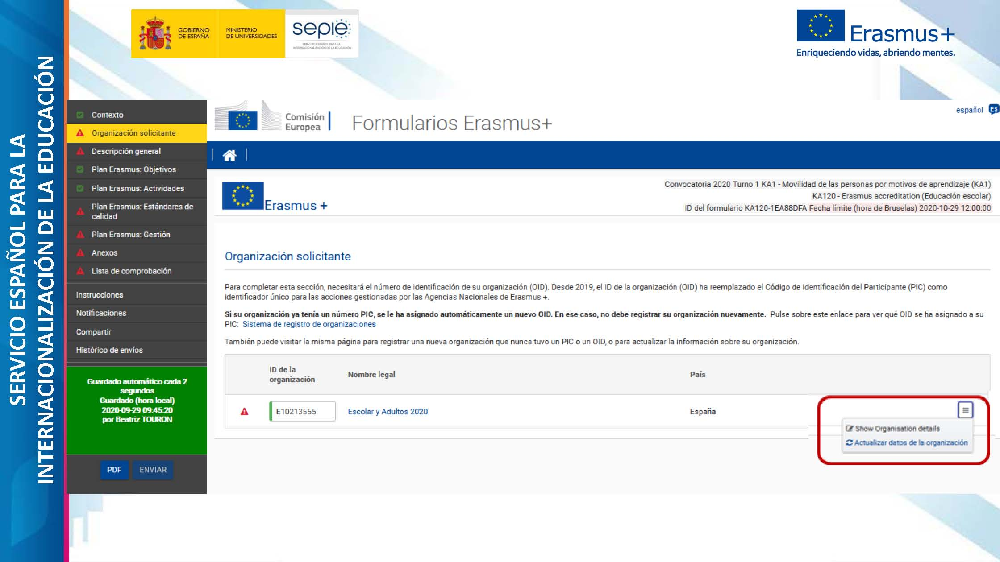 SERVICIO ESPAÑOL PARA LA
INTERNACIONALIZACIÓN DE LA EDUCACIÓN
GOBIERNO
DE ESPAÑA
MINISTERIO
DE UNIVERSIDADES
sepie
SERVICIO ESPAÑOL PARA LA
INTERNACIONALIZACIÓN DE LA EDUCACIÓN
Erasmus+
Enriqueciendo vidas, abriendo mentes.
Contexto
Organización solicitante
Descripción general
Plan Erasmus: Objetivos
Plan Erasmus: Actividades
Plan Erasmus: Estándares de
calidad
Plan Erasmus: Gestión
Anexos
Lista de comprobación
Instrucciones
Notificaciones
Compartir
Histórico de envíos
Guardado automático cada 2
segundos
Guardado (hora local)
2020-09-29 09:45:20
por Beatriz TOURON
PDF
ENVIAR
Comisión
Europea
Formularios Erasmus+
español ES
Erasmus +
Convocatoria 2020 Turno 1 KA1 - Movilidad de las personas por motivos de aprendizaje (KA1)
KA120 - Erasmus accreditation (Educación escolar)
ID del formulario KA120-1EA88DFA Fecha límite (hora de Bruselas) 2020-10-29 12:00:00
Organización solicitante
Para completar esta sección, necesitará el número de identificación de su organización (OID). Desde 2019, el ID de la organización (OID) ha reemplazado el Código de Identificación del Participante (PIC) como
identificador único para las acciones gestionadas por las Agencias Nacionales de Erasmus +.
Si su organización ya tenía un número PIC, se le ha asignado automáticamente un nuevo OID. En ese caso, no debe registrar su organización nuevamente. Pulse sobre este enlace para ver qué OID se ha asignado a su
PIC: Sistema de registro de organizaciones
También puede visitar la misma página para registrar una nueva organización que nunca tuvo un PIC o un OID, o para actualizar la información sobre su organización.
ID de la
organización
Nombre legal
País
E10213555
Escolar y Adultos 2020
España
Show Organisation details
Actualizar datos de la organización